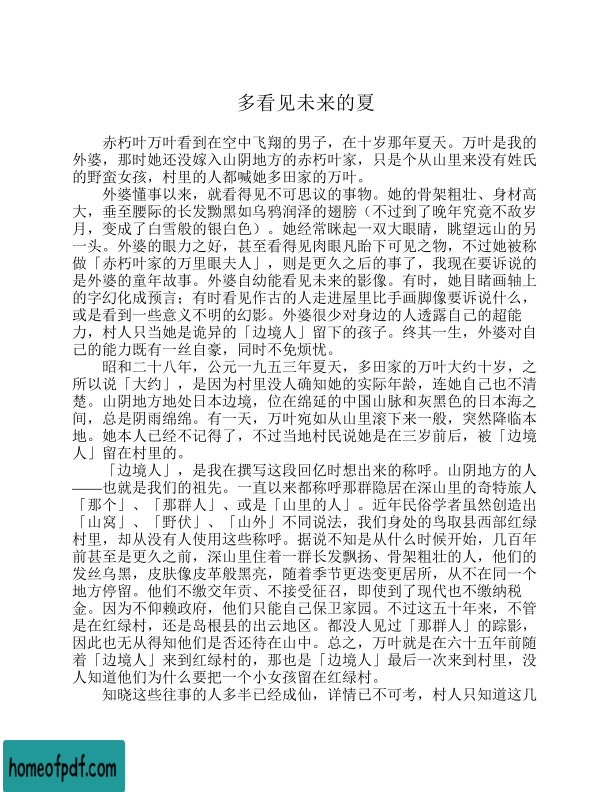 多看见未来的夏
赤朽叶万叶看到在空中飞翔的男子，在十岁那年夏天。万叶是我的
外婆，那时她还没嫁入山阴地方的赤朽叶家，只是个从山里来没有姓氏
的野蛮女孩，村里的人都喊她多田家的万叶。
外婆懂事以来，就看得见不可思议的事物。她的骨架粗壮、身材高
大，垂至腰际的长发黝黑如乌鸦润泽的翅膀（不过到了晚年究竟不敌岁
月，变成了白雪般的银白色）。她经常眯起一双大眼睛，眺望远山的另
一头。外婆的眼力之好，甚至看得见肉眼凡胎下可见之物，不过她被称
做「赤朽叶家的万里眼夫人」，则是更久之后的事了，我现在要诉说的
是外婆的童年故事。外婆自幼能看见未来的影像。有时，她目睹画轴上
的字幻化成预言；有时看见作古的人走进屋里比手画脚像要诉说什么，
或是看到一些意义不明的幻影。外婆很少对身边的人透露自己的超能
力，村人只当她是诡异的「边境人」留下的孩子。终其一生，外婆对自
己的能力既有一丝自豪，同时不免烦忧。
昭和二十八年，公元一九五三年夏天，多田家的万叶大约十岁，之
所以说「大约」，是因为村里没人确知她的实际年龄，连她自己也不清
楚。山阴地方地处日本边境，位在绵延的中国山脉和灰黑色的日本海之
间，总是阴雨绵绵。有一天，万叶宛如从山里滚下来一般，突然降临本
地。她本人已经不记得了，不过当地村民说她是在三岁前后，被「边境
人」留在村里的。
「边境人」，是我在撰写这段回忆时想出来的称呼。山阴地方的人
——也就是我们的祖先。一直以来都称呼那群隐居在深山里的奇特旅人
「那个」、「那群人」、或是「山里的人」。近年民俗学者虽然创造出
「山窝」、「野伏」、「山外」不同说法，我们身处的鸟取县西部红绿
村里，却从没有人使用这些称呼。据说不知是从什么时候开始，几百年
前甚至是更久之前，深山里住着一群长发飘扬、骨架粗壮的人，他们的
发丝乌黑，皮肤像皮革般黑亮，随着季节更迭变更居所，从不在同一个
地方停留。他们不缴交年贡、不接受征召，即使到了现代也不缴纳税
金。因为不仰赖政府，他们只能自己保卫家园。不过这五十年来，不管
是在红绿村，还是岛根县的出云地区。都没人见过「那群人」的踪影，
因此也无从得知他们是否还待在山中。总之，万叶就是在六十五年前随
着「边境人」来到红绿村的，那也是「边境人」最后一次来到村里，没
人知道他们为什么要把一个小女孩留在红绿村。
知晓这些往事的人多半已经成仙，详情已不可考，村人只知道这几
homeofpdf.com